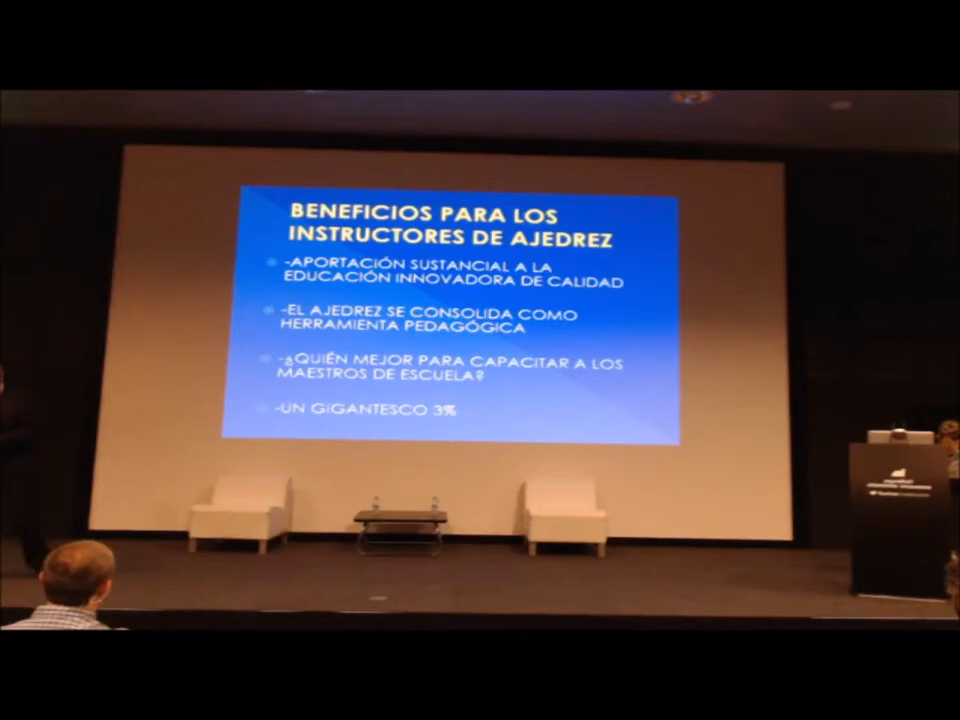 BENEFICIOS PARA LOS
INSTRUCTORES DE AJEDREZ
-APORTACIÓN SUSTANCIAL A LA
EDUCACIÓN INNOVADORA DE CALIDAD
-EL AJEDREZ SE CONSOLIDA COMO
HERRAMIENTA PEDAGÓGICA
-¿QUIÉN MEJOR PARA CAPACITAR A LOS
MAESTROS DE ESCUELA?
-UN GIGANTESCO 3%